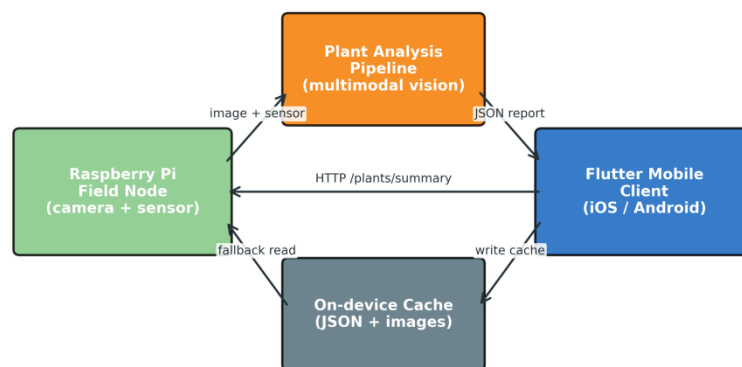 Plant Analysis
Pipeline
(multimodal vision)
image + sensor
JSON report
Raspberry Pi
Field Node
(camera + sensor)
HTTP /plants/summary
Flutter Mobile
Client
(iOS / Android)
fallback read
write cache
On-device Cache
(JSON + images)